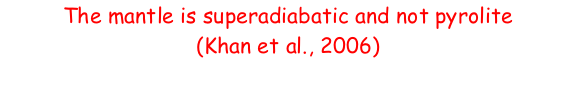 The mantle is superadiabatic and not pyrolite
(Khan et al., 2006)